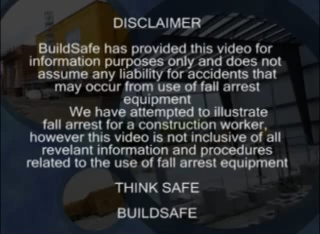 DISCLAIMER
BuildSafe has provided this video for
information purposes only and does not
assume any liability for accidents that
may occur from use of fall arrest
equipment
We have attempted to illustrate
fall arrest for a construction worker,
however this video is not inclusive of all
revelant information and procedures
related to the use of fall arrest equipment
THINK SAFE
BUILDSAFE